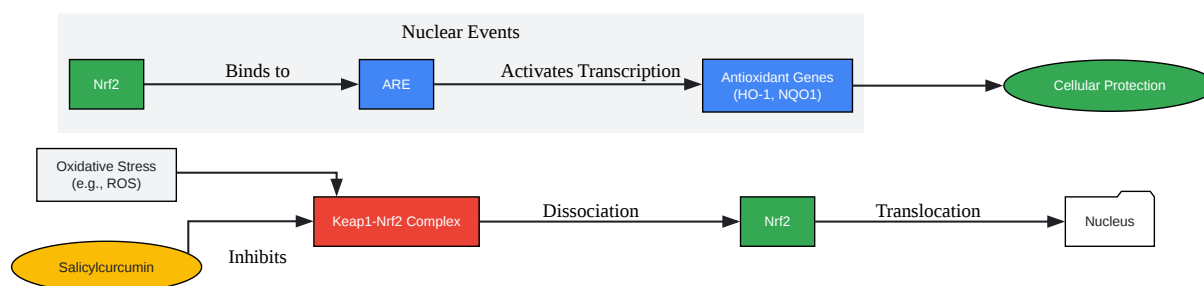 Nuclear Events
Nrf2
Binds to
ARE
Activates Transcription
Antioxidant Genes
(HO-1, NQO1)
Cellular Protection
Oxidative Stress
(e.g., ROS)
Keap1-Nrf2 Complex
Dissociation
Nrf2
Translocation
Nucleus
Salicylcurcumin
Inhibits